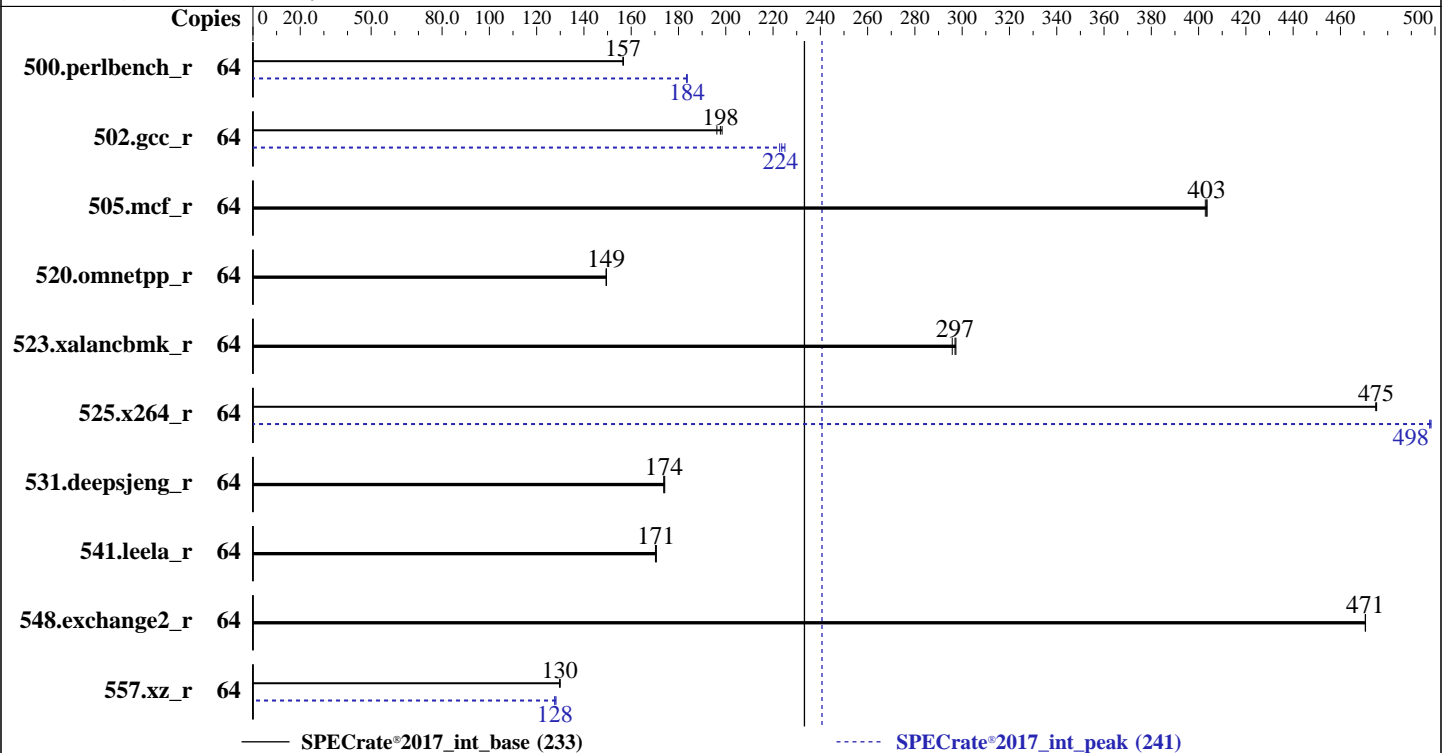 Copies 0 20.0 50.0 80.0 100 120 140 160 180 200 220 240 260 280 300 320 340 360 380 400 420 440 460 500
157
500.perlbench_r 64
184
198
502.gcc_r 64
224
403
505.mcf_r 64
149
520.omnetpp_r 64
297
523.xalancbmk_r 64
475
525.x264_r 64
498
174
531.deepsjeng_r 64
171
541.leela_r 64
471
548.exchange2_r 64
130
557.xz_r 64
128
SPECrate®2017_int_base (233) SPECrate®2017_int_peak (241)